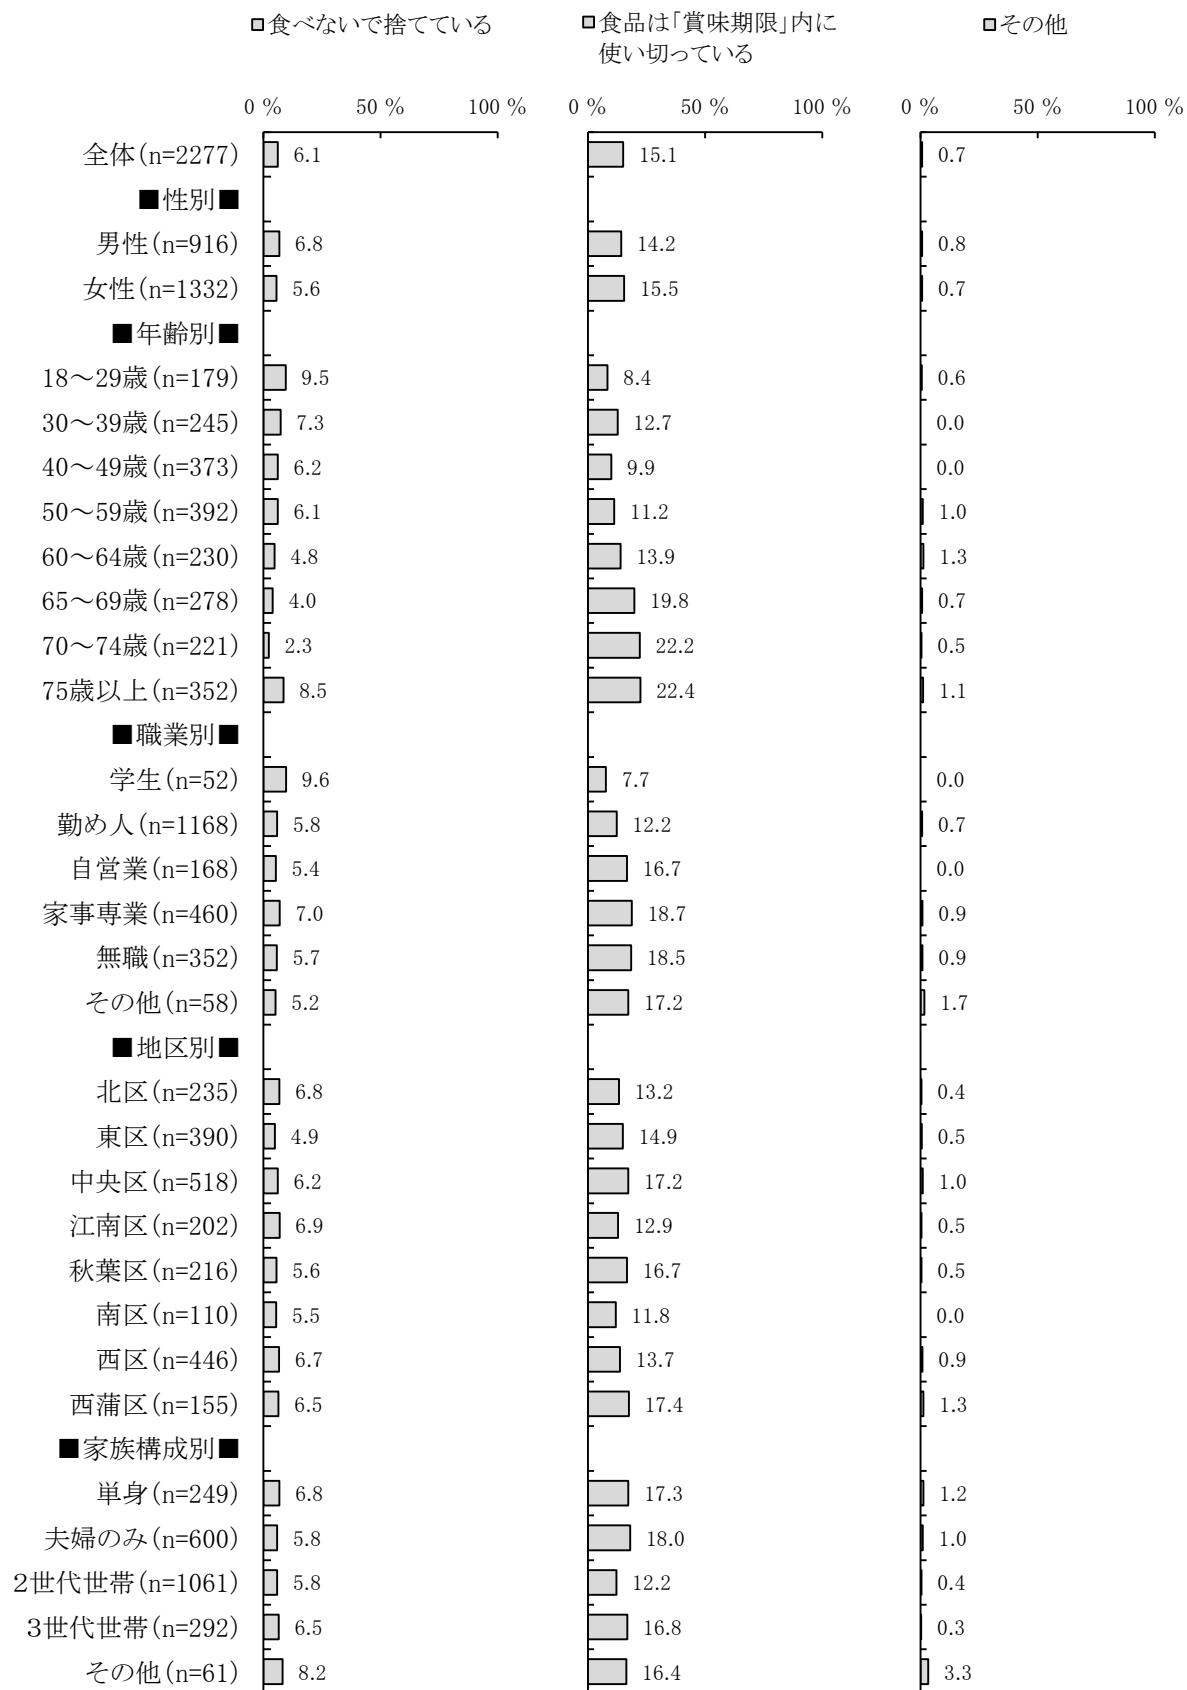 □食べないで捨てている □食品は「賞味期限」内に ■その他
使い切っている
0 % 50 % 100 % 0 % 50 % 100 % 0 % 50 % 100 %
全体(n=2277) 6.1 15.1 0.7
■性別■
男性(n=916) 6.8 14.2 0.8
女性(n=1332) 5.6 15.5 0.7
■年齢別■
18～29歳(n=179) 9.5 8.4 0.6
30～39歳(n=245) 7.3 12.7 0.0
40～49歳(n=373) 6.2 9.9 0.0
50～59歳(n=392) 6.1 11.2 1.0
60～64歳(n=230) 4.8 13.9 1.3
65～69歳(n=278) 4.0 19.8 0.7
70～74歳(n=221) 2.3 22.2 0.5
75歳以上(n=352) 8.5 22.4 1.1
■職業別■
学生(n=52) 9.6 7.7 0.0
勤め人(n=1168) 5.8 12.2 0.7
自営業(n=168) 5.4 16.7 0.0
家事専業(n=460) 7.0 18.7 0.9
無職(n=352) 5.7 18.5 0.9
その他(n=58) 5.2 17.2 1.7
■地区別■
北区(n=235) 6.8 13.2 0.4
東区(n=390) 4.9 14.9 0.5
中央区(n=518) 6.2 17.2 1.0
江南区(n=202) 6.9 12.9 0.5
秋葉区(n=216) 5.6 16.7 0.5
南区(n=110) 5.5 11.8 0.0
西区(n=446) 6.7 13.7 0.9
西蒲区(n=155) 6.5 17.4 1.3
■家族構成別■
単身(n=249) 6.8 17.3 1.2
夫婦のみ(n=600) 5.8 18.0 1.0
２世代世帯(n=1061) 5.8 12.2 0.4
３世代世帯(n=292) 6.5 16.8 0.3
その他(n=61) 8.2 16.4 3.3